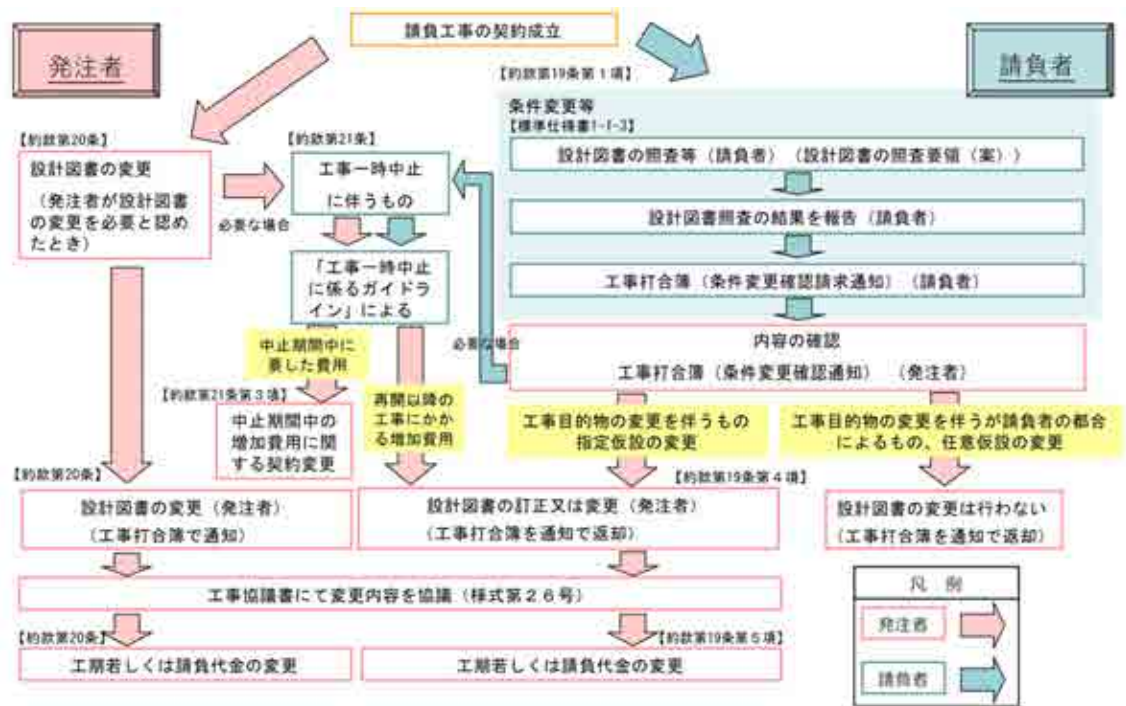 請負工事の契約成立
発注者
請負者
【約款第19条第1項】
条件変更等
【標準仕様書1-1-3】
設計図書の照査等（請負者）（設計図書の照査要領（案））
設計図書照査の結果を報告（請負者）
工事打合簿（条件変更確認請求通知）（請負者）
内容の確認
工事打合簿（条件変更確認通知）　（発注者）
【約款第20条】
設計図書の変更
（発注者が設計図書
の変更を必要と認め
たとき）
必要な場合
【約款第21条】
工事一時中止
に伴うもの
「工事一時中止
に係るガイドラ
イン」による
必要な場合
中止期間中に
要した費用
【約款第21条第3項】
中止期間中の
増加費用に関
する契約変更
再開以降の
工事にかか
る増加費用
工事目的物の変更を伴うもの
指定仮設の変更
工事目的物の変更を伴うが請負者の都合
によるもの、任意仮設の変更
【約款第20条】
設計図書の変更（発注者）
（工事打合簿で通知）
【約款第19条第4項】
設計図書の訂正又は変更（発注者）
（工事打合簿を通知で返却）
設計図書の変更は行わない
（工事打合簿を通知で返却）
工事協議書にて変更内容を協議（様式第26号）
【約款第20条】
工期若しくは請負代金の変更
【約款第19条第5項】
工期若しくは請負代金の変更
凡　例
発注者
請負者